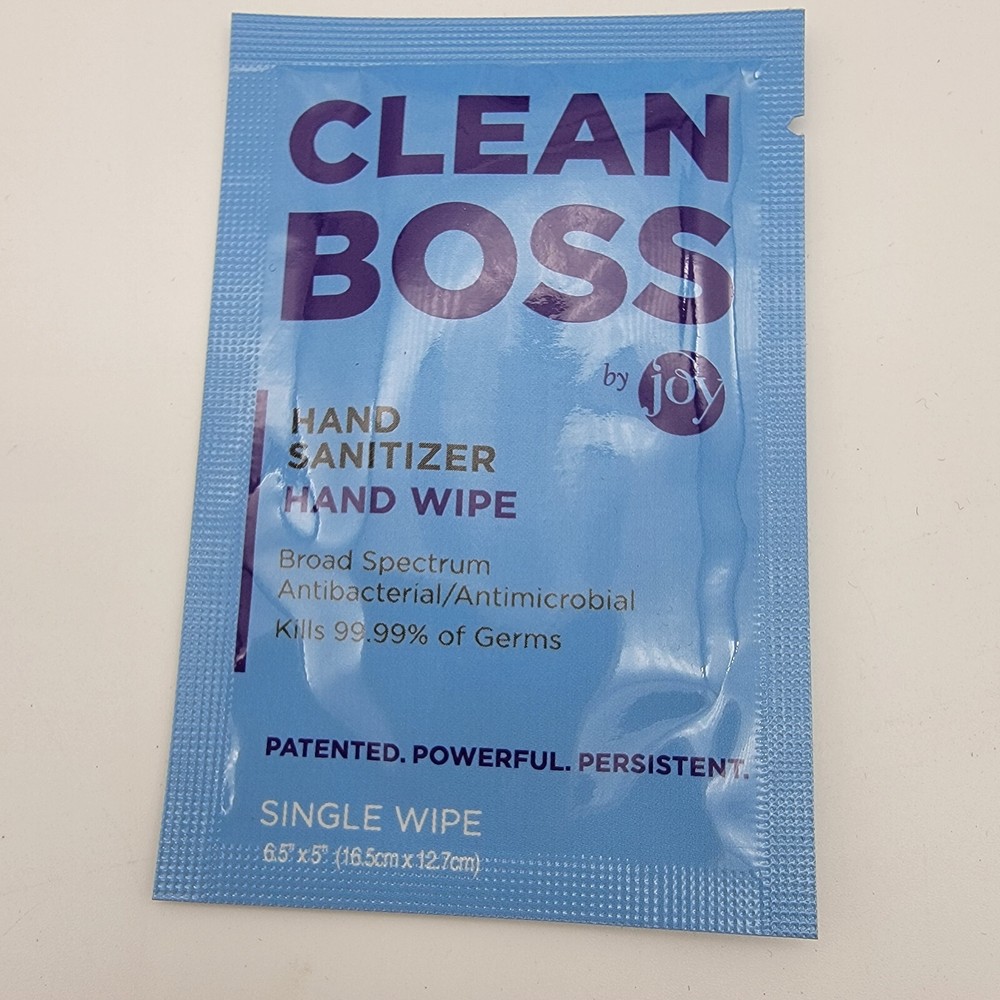 CLEAN
BOSS
by joy
HAND
SANITIZER
HAND WIPE
Broad Spectrum
Antibacterial/Antimicrobial
Kills 99.99% of Germs
PATENTED. POWERFUL. PERSISTENT.
SINGLE WIPE
6.5" x 5" (16.5cm x 12.7cm)